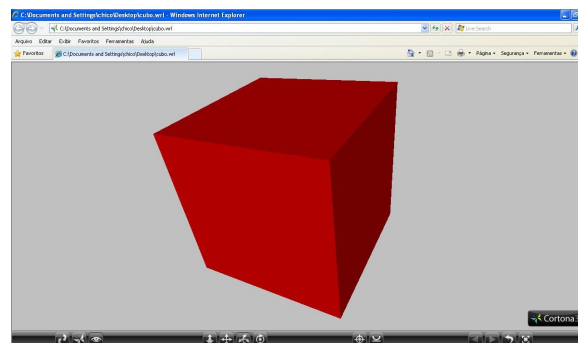 C:\Documents and Settings\chico\Desktop\cubo.wrl - Windows Internet Explorer
C:\Documents and Settings\chico\Desktop\cubo.wrl
Live Search
Arquivo Editar Exibir Favoritos Ferramentas Ajuda
Favoritos C:\Documents and Settings\chico\Desktop\cubo.wrl Página Segurança Ferramentas
Cortona